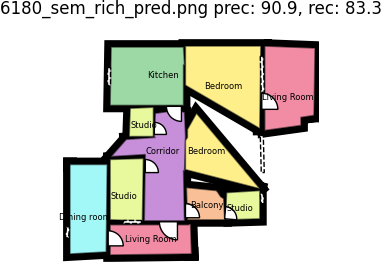 6180_sem_rich_pred.png prec: 90.9, rec: 83.3
Kitchen
Bedroom
Living Room
Studio
Corridor
Bedroom
Studio
Balcony
Studio
Dining room
Living Room